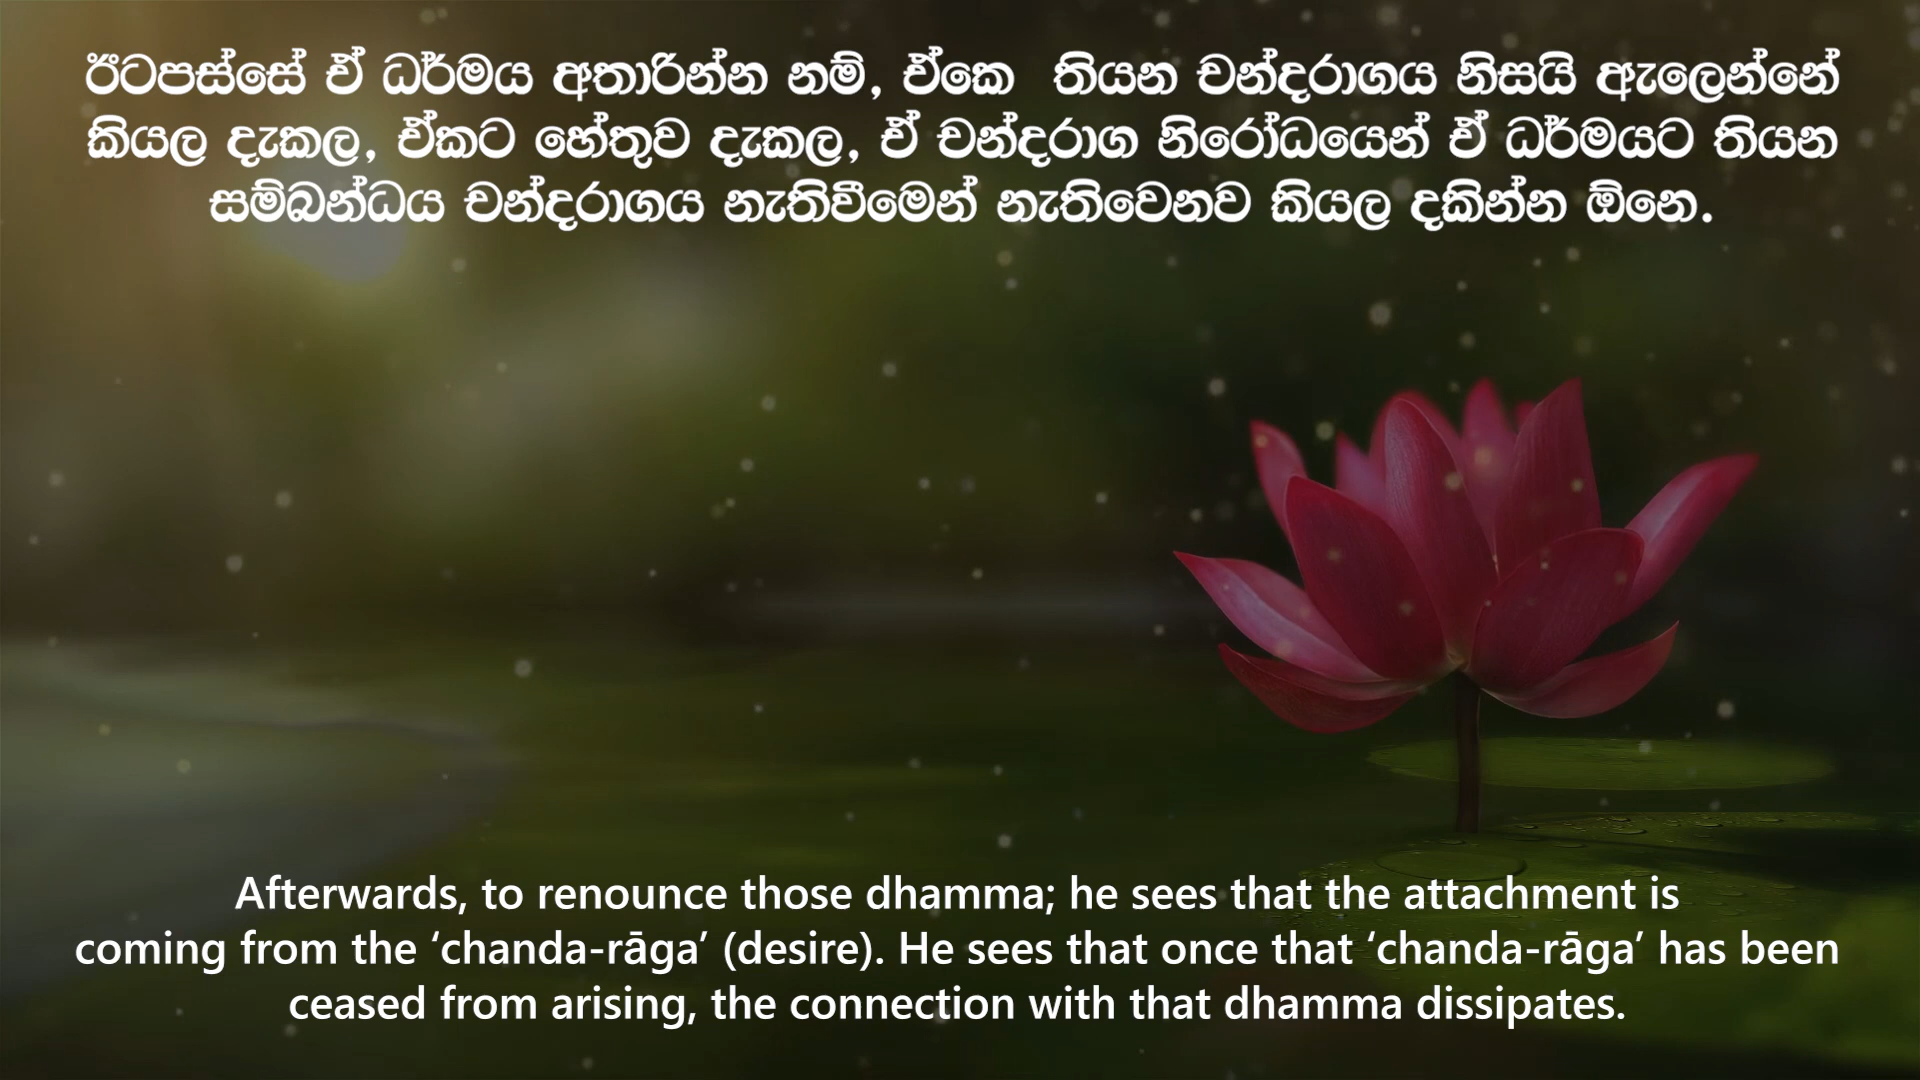 ඊටපස්සේ ඒ ධර්මය අතාරින්න නම්, ඒකෙ තියන චන්දරාගය නිසයි ඇලෙන්නේ
කියල දැකල, ඒකට හේතුව දැකල, ඒ චන්දරාග නිරෝධයෙන් ඒ ධර්මයට තියන
සම්බන්ධය චන්දරාගය නැතිවීමෙන් නැතිවෙනව කියල දකින්න ඕනෙ.
Afterwards, to renounce those dhamma; he sees that the attachment is
coming from the ‘chanda-rāga’ (desire). He sees that once that ‘chanda-rāga’ has been
ceased from arising, the connection with that dhamma dissipates.